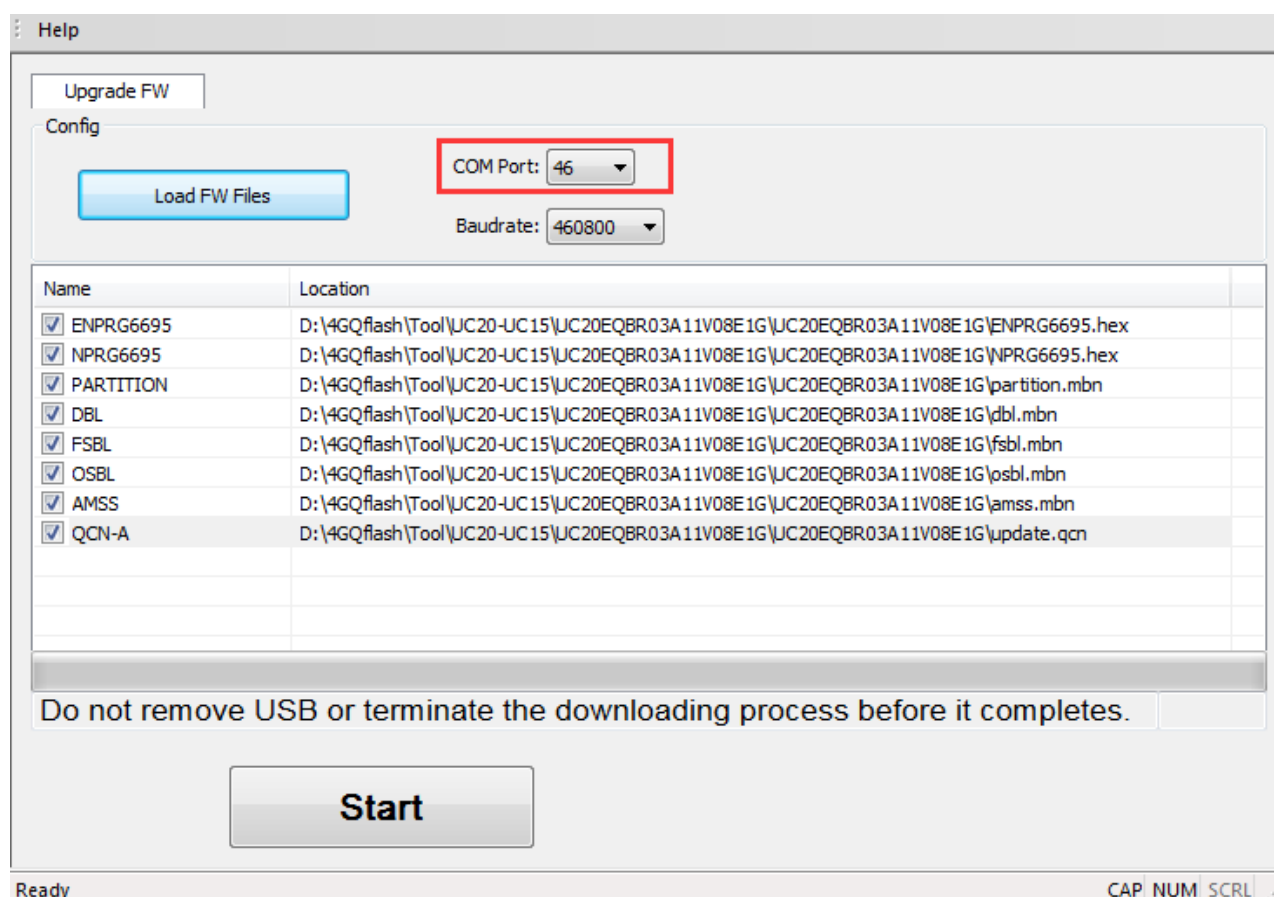 Help
Upgrade FW
Config
Load FW Files
COM Port: 46
Baudrate: 460800
Name Location
ENPRG6695 D:\4GQflash\Tool\UC20-UC15\UC20EQBR03A11V08E1G\UC20EQBR03A11V08E1G\ENPRG6695.hex
NPRG6695 D:\4GQflash\Tool\UC20-UC15\UC20EQBR03A11V08E1G\UC20EQBR03A11V08E1G\NPRG6695.hex
PARTITION D:\4GQflash\Tool\UC20-UC15\UC20EQBR03A11V08E1G\UC20EQBR03A11V08E1G\partition.mbn
DBL D:\4GQflash\Tool\UC20-UC15\UC20EQBR03A11V08E1G\UC20EQBR03A11V08E1G\dbl.mbn
FSBL D:\4GQflash\Tool\UC20-UC15\UC20EQBR03A11V08E1G\UC20EQBR03A11V08E1G\fsbl.mbn
OSBL D:\4GQflash\Tool\UC20-UC15\UC20EQBR03A11V08E1G\UC20EQBR03A11V08E1G\osbl.mbn
AMSS D:\4GQflash\Tool\UC20-UC15\UC20EQBR03A11V08E1G\UC20EQBR03A11V08E1G\amss.mbn
QCN-A D:\4GQflash\Tool\UC20-UC15\UC20EQBR03A11V08E1G\UC20EQBR03A11V08E1G\update.qcn
Do not remove USB or terminate the downloading process before it completes.
Start
Ready CAP NUM SCRL